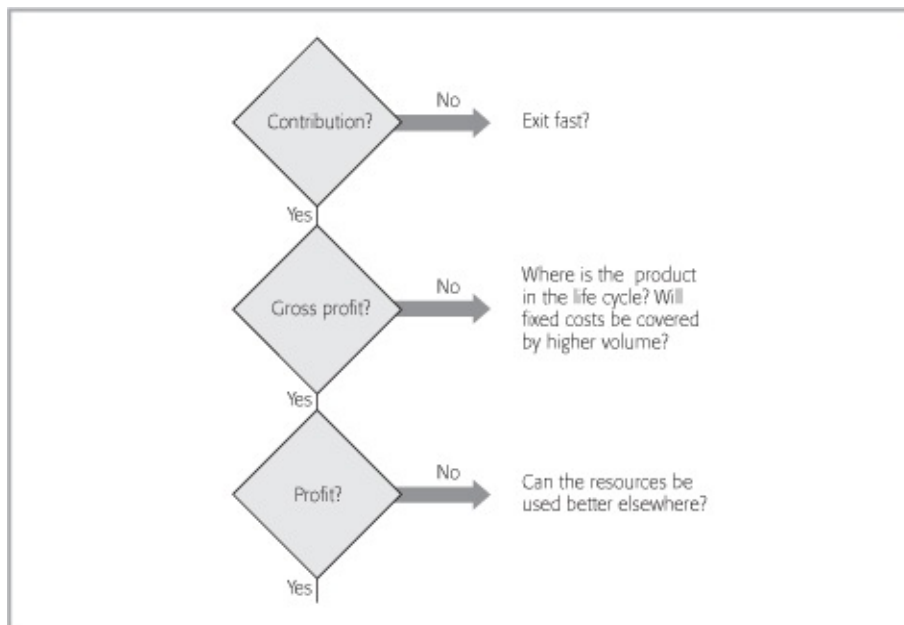 Contribution?
No
Exit fast?
Yes
Gross profit?
No
Where is the product
in the life cycle? Will
fixed costs be covered
by higher volume?
Yes
Profit?
No
Can the resources be
used better elsewhere?
Yes